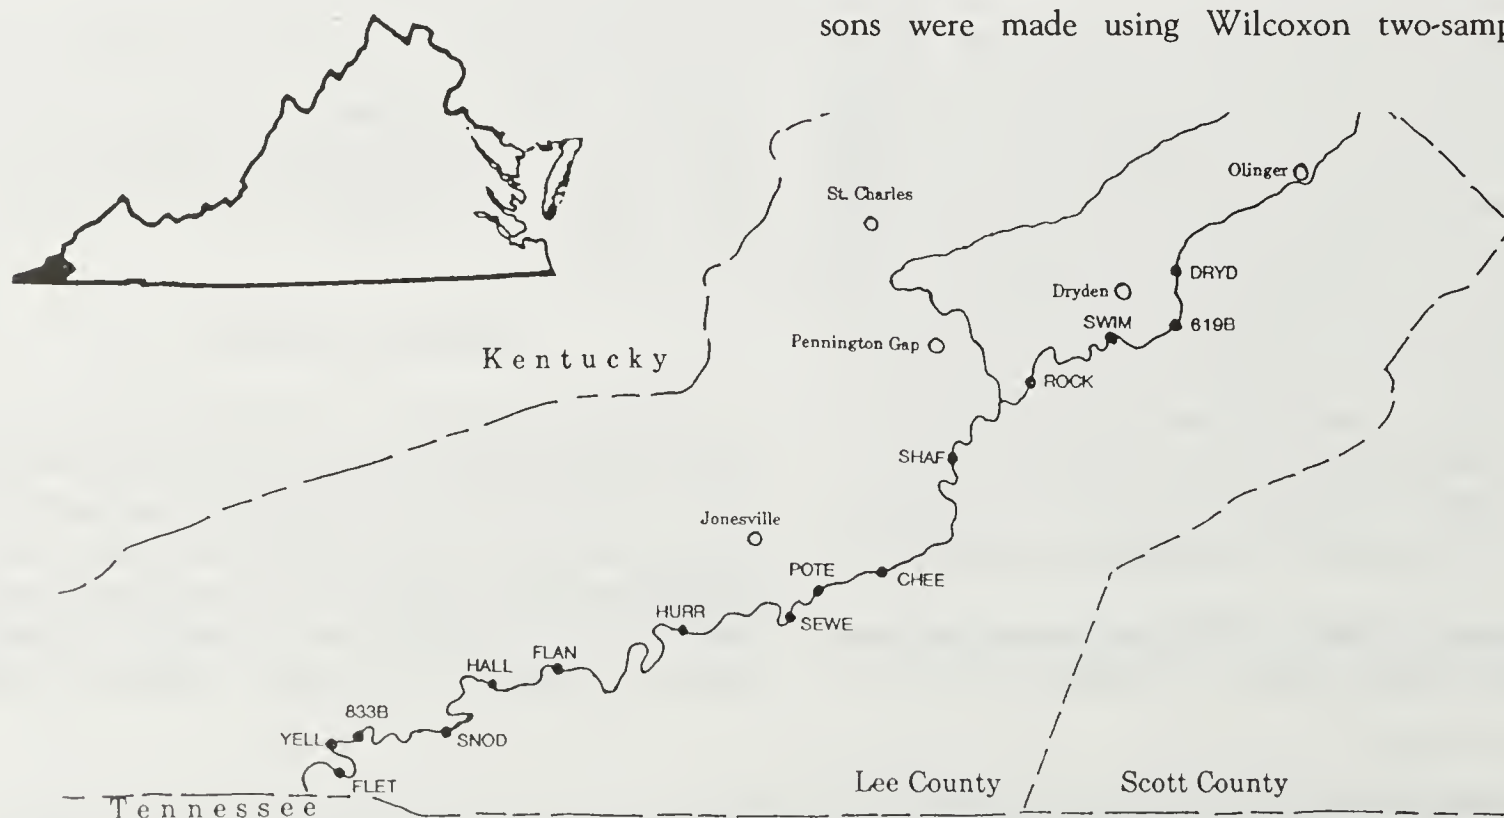 sons were made using Wilcoxon two-samp
Olinger
St. Charles
DRYD
Dryden
SWIM
619B
Pennington Gap
Kentucky
ROCK
SHAF
Jonesville
POTE
CHEE
HURR
SEWE
FLAN
HALL
833B
YELL
SNOD
FLET
Lee County
Scott County
Tennessee